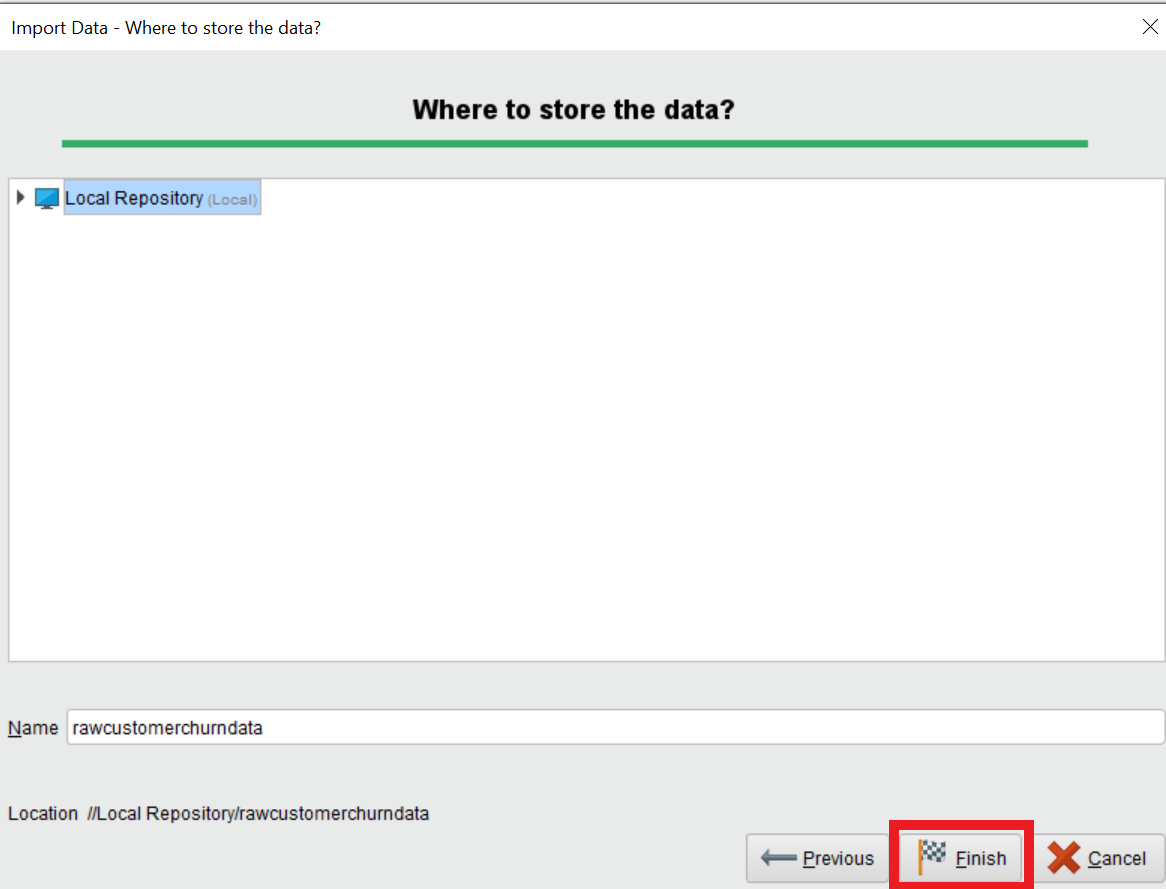 Import Data - Where to store the data?
Where to store the data?
Local Repository (Local)
Name rawcustomerchurndata
Location //Local Repository/rawcustomerchurndata
Previous Finish Cancel